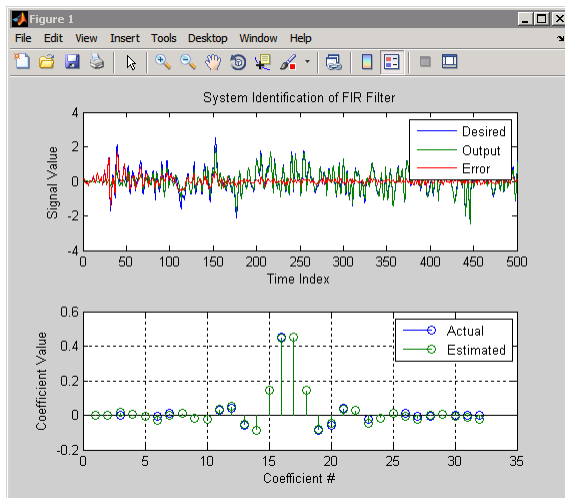 Figure 1
File Edit View Insert Tools Desktop Window Help
System Identification of FIR Filter
4
2
0
-2
-4
Signal Value
Desired
Output
Error
0 50 100 150 200 250 300 350 400 450 500
Time Index
0.6
0.4
0.2
0
-0.2
Coefficient Value
Actual
Estimated
0 5 10 15 20 25 30 35
Coefficient #